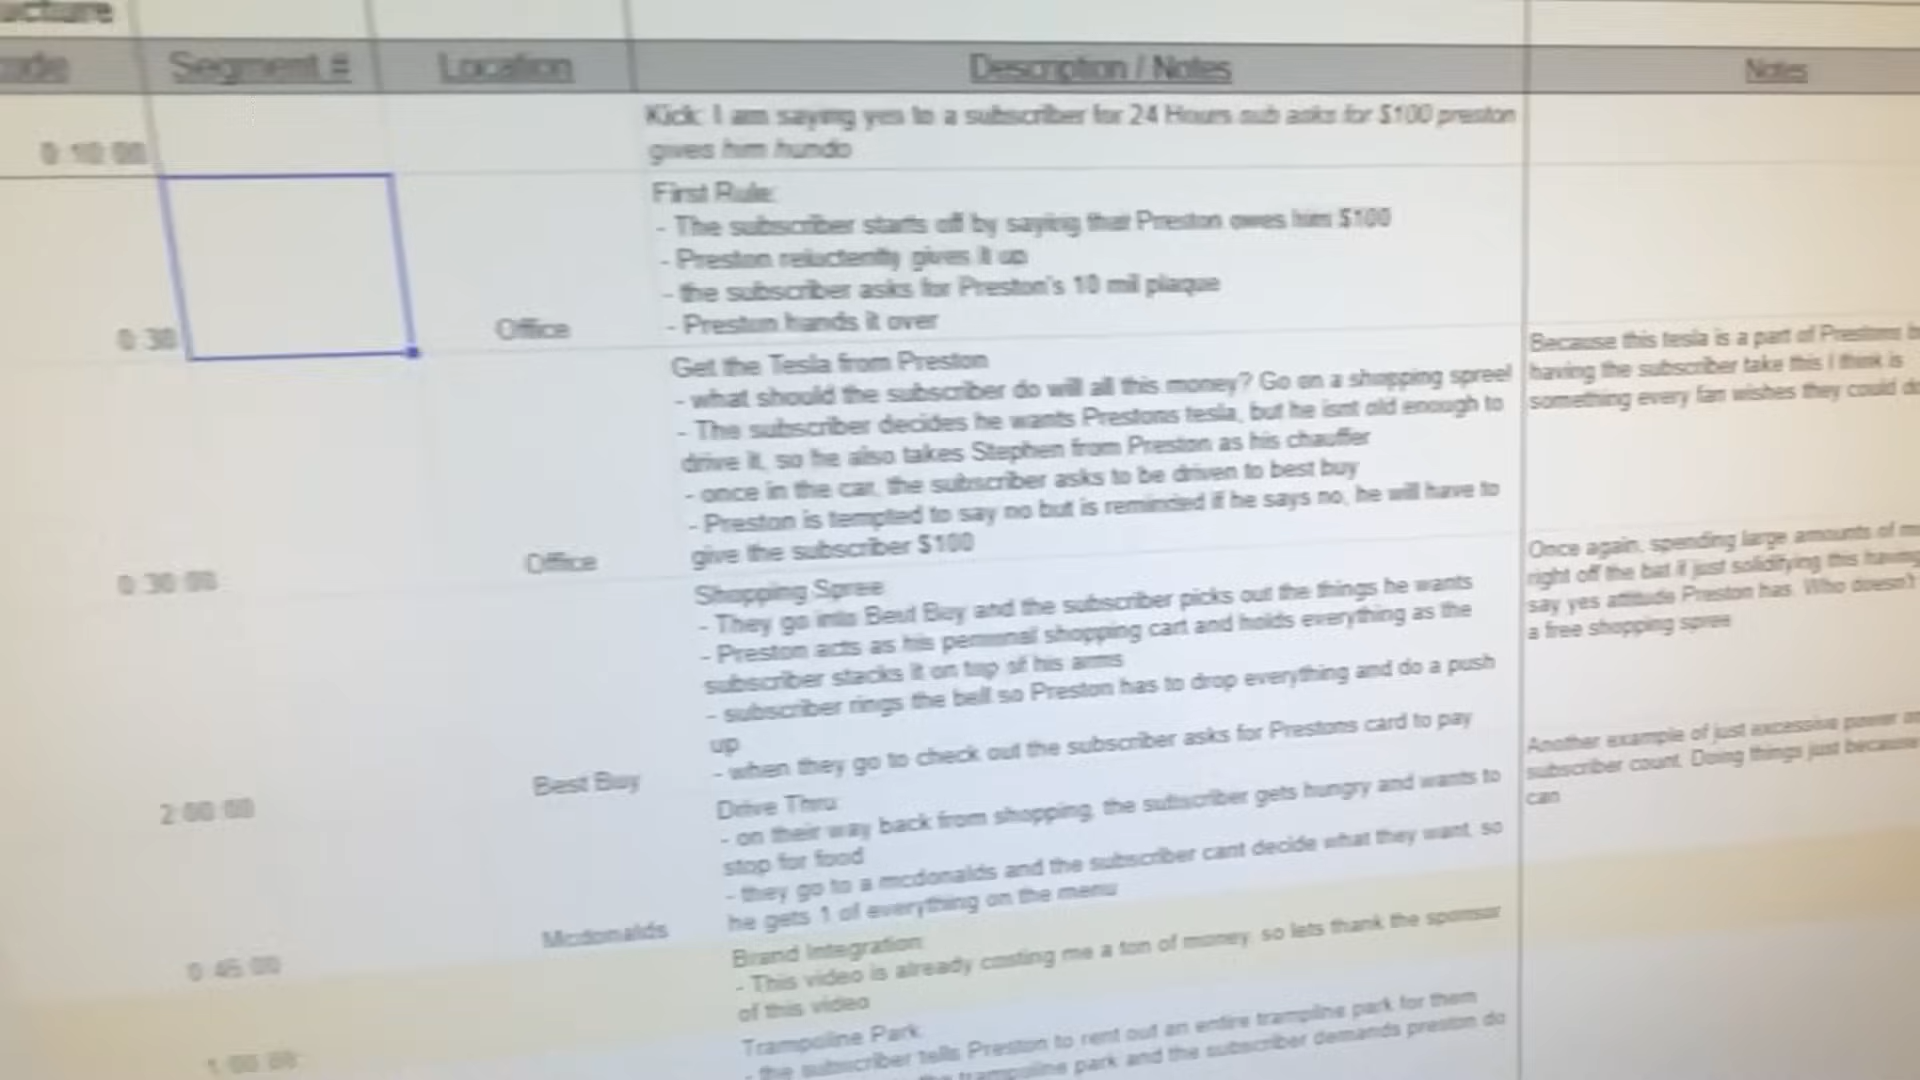 Segment # Location Description / Notes Notes
Kick: I am saying yes to a subscriber for 24 Hours sub asks for $100 preston
gives him hundo
0:10:00
First Rule:
- The subscriber starts off by saying that Preston owes him $100
- Preston reluctently gives it up
- the subscriber asks for Preston's 10 mil plaque
- Preston hands it over
0:30
Office
Get the Tesla from Preston
- what should the subscriber do will all this money? Go on a shopping spree!
- The subscriber decides he wants Prestons tesla, but he isnt old enough to
drive it, so he also takes Stephen from Preston as his chauffer
- once in the car, the subscriber asks to be driven to best buy
- Preston is tempted to say no but is reminded if he says no, he will have to
give the subscriber $100
0:30:00
Office
Because this tesla is a part of Prestons
having the subscriber take this I think is
something every fan wishes they could
Shopping Spree
- They go into Best Buy and the subscriber picks out the things he wants
- Preston acts as his personal shopping cart and holds everything as the
subscriber stacks it on top of his arms
- subscriber rings the bell so Preston has to drop everything and do a push
up
- when they go to check out the subscriber asks for Prestons card to pay
2:00:00
Best Buy
Once again, spending large amounts of
right off the bat if just solidifying this having
say yes attitude Preston has. Who doesn't
a free shopping spree
Drive Thru:
- on their way back from shopping, the subscriber gets hungry and wants to
stop for food
- they go to a mcdonalds and the subscriber cant decide what they want, so
he gets 1 of everything on the menu
0:45:00
Mcdonalds
Another example of just excessive power
subscriber count. Doing things just because
can
Brand Integration:
- This video is already costing me a ton of money, so lets thank the sponsor
of this video
1:00:00
Trampoline Park:
- the subscriber tells Preston to rent out an entire trampline park for them
trampoline park and the subscriber demands preston do